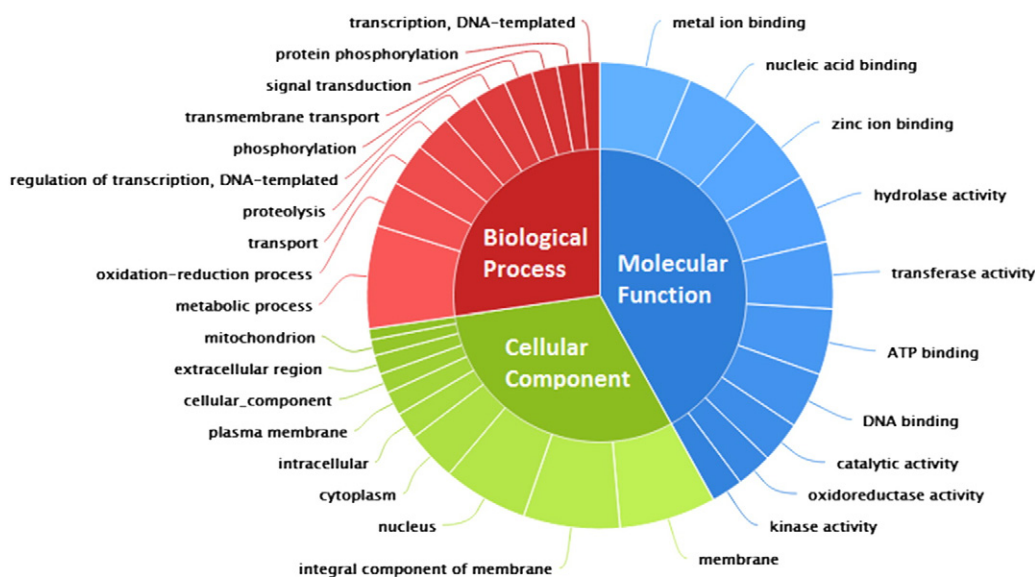 transcription, DNA-templated
protein phosphorylation
signal transduction
transmembrane transport
phosphorylation
regulation of transcription, DNA-templated
proteolysis
transport
oxidation-reduction process
metabolic process
mitochondrion
extracellular region
cellular_component
plasma membrane
intracellular
cytoplasm
nucleus
integral component of membrane
membrane
metal ion binding
nucleic acid binding
zinc ion binding
hydrolase activity
transferase activity
ATP binding
DNA binding
catalytic activity
oxidoreductase activity
kinase activity
Biological
Process
Molecular
Function
Cellular
Component